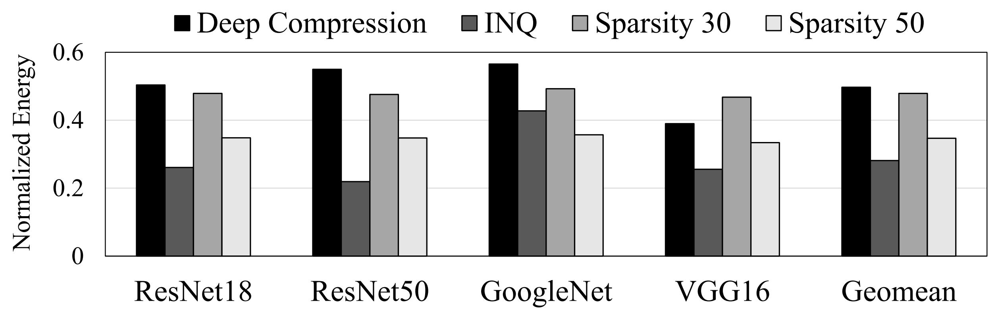 Deep Compression INQ Sparsity 30 Sparsity 50
Normalized Energy
0.6
0.4
0.2
0
ResNet18 ResNet50 GoogleNet VGG16 Geomean